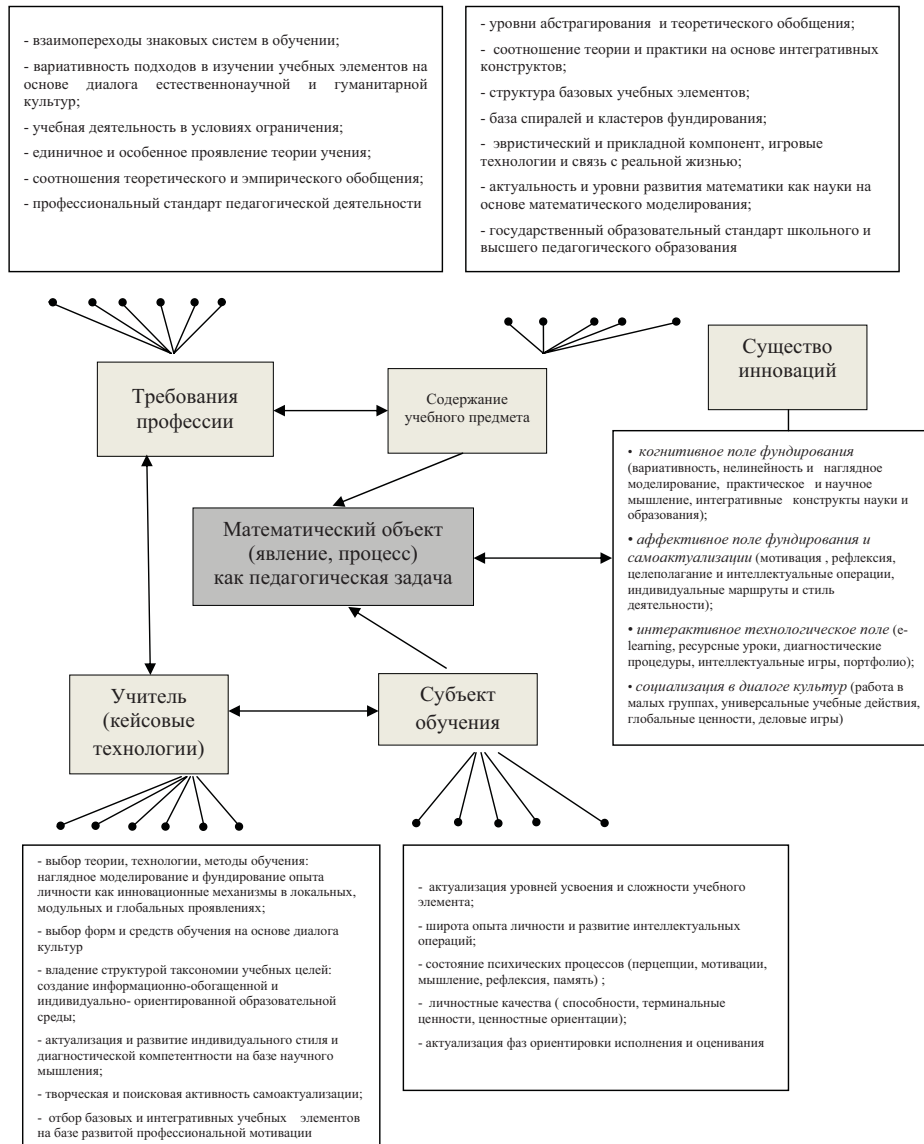 - взаимопереходы знаковых систем в обучении;
- вариативность подходов в изучении учебных элементов на
основе диалога естественнонаучной и гуманитарной
культур;
- учебная деятельность в условиях ограничения;
- единичное и особенное проявление теории учения;
- соотношения теоретического и эмпирического обобщения;
- профессиональный стандарт педагогической деятельности
- уровни абстрагирования и теоретического обобщения;
- соотношение теории и практики на основе интегративных
конструктов;
- структура базовых учебных элементов;
- база спиралей и кластеров фундирования;
- эвристический и прикладной компонент, игровые
технологии и связь с реальной жизнью;
- актуальность и уровни развития математики как науки на
основе математического моделирования;
- государственный образовательный стандарт школьного и
высшего педагогического образования
Требования
профессии
Содержание
учебного предмета
Существо
инноваций
Математический объект
(явление, процесс)
как педагогическая задача
• когнитивное поле фундирования
(вариативность, нелинейность и наглядное
моделирование, практическое и научное
мышление, интегративные конструкты науки и
образования);
• аффективное поле фундирования и
самоактуализации (мотивация , рефлексия,
целеполагание и интеллектуальные операции,
индивидуальные маршруты и стиль
деятельности);
• интерактивное технологическое поле (e-
learning, ресурсные уроки, диагностические
процедуры, интеллектуальные игры, портфолио);
• социализация в диалоге культур (работа в
малых группах, универсальные учебные действия,
глобальные ценности, деловые игры)
Учитель
(кейсовые
технологии)
Субъект
обучения
- выбор теории, технологии, методы обучения:
наглядное моделирование и фундирование опыта
личности как инновационные механизмы в локальных,
модульных и глобальных проявлениях;
- выбор форм и средств обучения на основе диалога
культур
- владение структурой таксономии учебных целей:
создание информационно-обогащенной и
индивидуально- ориентированной образовательной
среды;
- актуализация и развитие индивидуального стиля и
диагностической компетентности на базе научного
мышления;
- творческая и поисковая активность самоактуализации;
- отбор базовых и интегративных учебных элементов
на базе развитой профессиональной мотивации
- актуализация уровней усвоения и сложности учебного
элемента;
- широта опыта личности и развитие интеллектуальных
операций;
- состояние психических процессов (перцепции, мотивации,
мышление, рефлексия, память) ;
- личностные качества ( способности, терминальные
ценности, ценностные ориентации);
- актуализация фаз ориентировки исполнения и оценивания